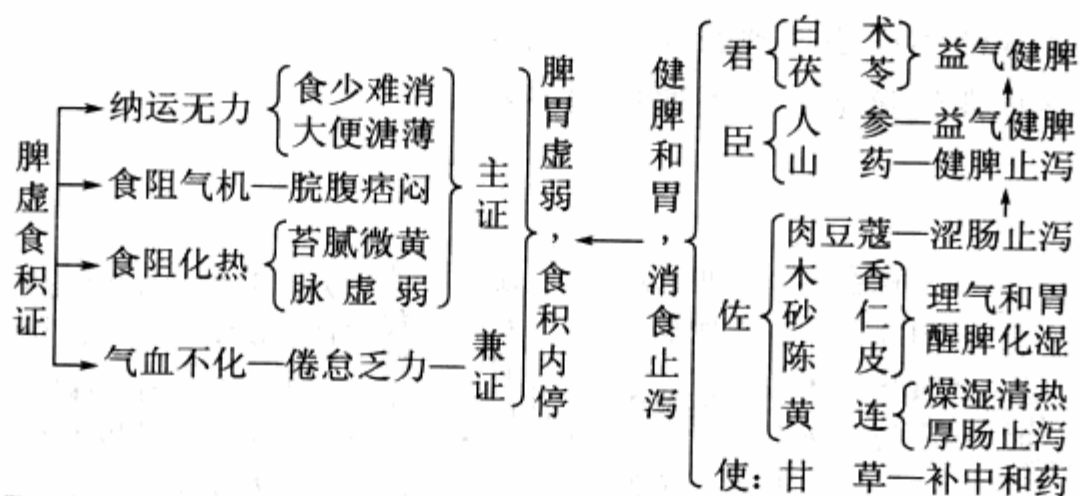 脾虚食积证
纳运无力
食少难消
大便溏薄
食阻气机—脘腹痞闷
食阻化热
苔腻微黄
脉虚弱
气血不化—倦怠乏力—
主证
兼证
脾胃虚弱，食积内停
健脾和胃，消食止泻
君
白术
茯苓
益气健脾
臣
人参—益气健脾
山药—健脾止泻
佐
肉豆蔻—涩肠止泻
木香
砂仁
陈皮
理气和胃
醒脾化湿
黄连
燥湿清热
厚肠止泻
使：甘草—补中和药